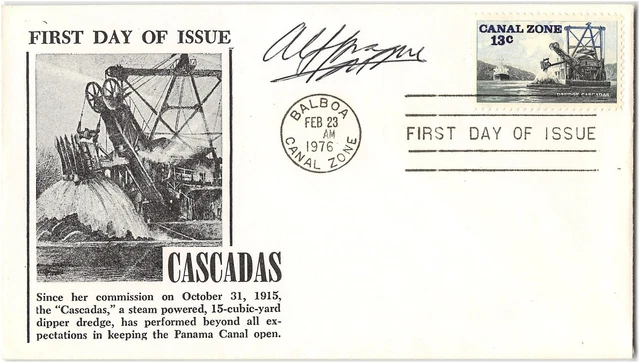 FIRST DAY OF ISSUE
CANAL ZONE
13c
DREDGE CASCADAS
BALBOA
FEB 23
AM
1976
CANAL ZONE
FIRST DAY OF ISSUE
CASCADAS
Since her commission on October 31, 1915,
the "Cascadas," a steam powered, 15-cubic-yard
dipper dredge, has performed beyond all ex-
pectations in keeping the Panama Canal open.